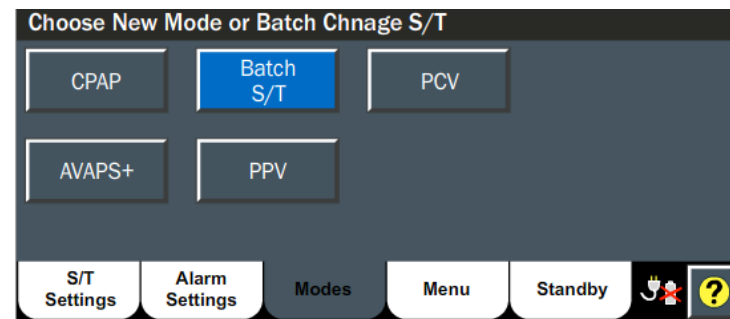 Choose New Mode or Batch Chnage S/T
CPAP
Batch
S/T
PCV
AVAPS+
PPV
S/T
Settings
Alarm
Settings
Modes
Menu
Standby
?